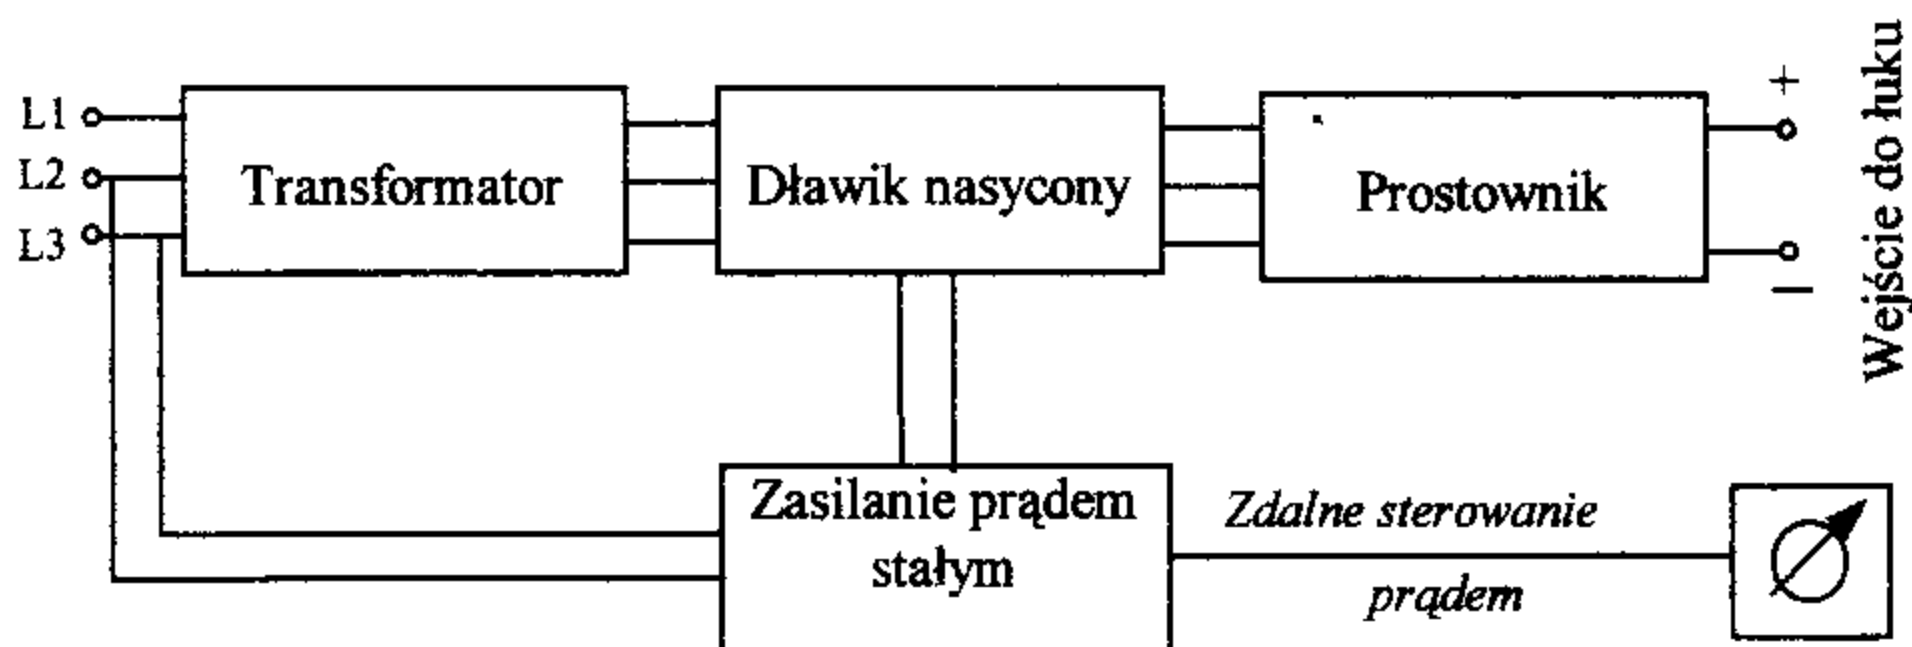 L1
L2
L3
Transformator
Dławik nasycony
Prostownik
+
—
Wejście do łuku
Zasilanie prądem
stałym
Zdalne sterowanie
prądem